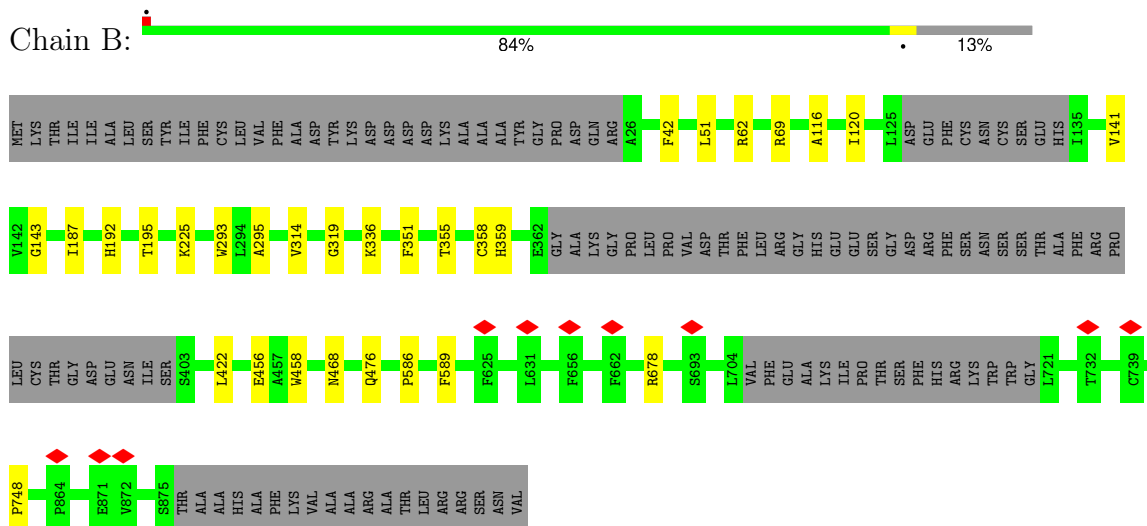 Chain B:
84%
•
13%
MET LYS THR ILE ILE ALA LEU SER TYR ILE PHE CYS LEU VAL PHE ALA ASP TYR LYS ASP ASP ASP ASP LYS ALA ALA ALA TYR GLY PRO ASP GLN ARG A26 F42 L51 R62 R69 A116 I120 L125 ASP GLU PHE CYS ASN CYS SER GLU HIS I135 V141
V142 G143 I187 H192 T195 K225 W293 L294 A295 V314 G319 K336 F351 T355 C358 H359 E362 GLY ALA LYS GLY PRO LEU PRO VAL ASP THR PHE LEU ARG GLY HIS GLU GLU SER GLY ASP ARG PHE SER ASN SER SER THR ALA PHE ARG PRO
LEU CYS THR GLY ASP GLU ASN ILE SER S403 L422 E456 A457 W458 N468 Q476 P586 F589 F625 L631 F656 F662 R678 S693 L704 VAL PHE GLU ALA LYS ILE PRO THR SER PHE HIS ARG LYS TRP TRP GLY L721 T732 C739
P748 P864 E871 V872 S875 THR ALA ALA HIS ALA PHE LYS VAL ALA ALA ARG ALA THR LEU ARG ARG SER ASN VAL